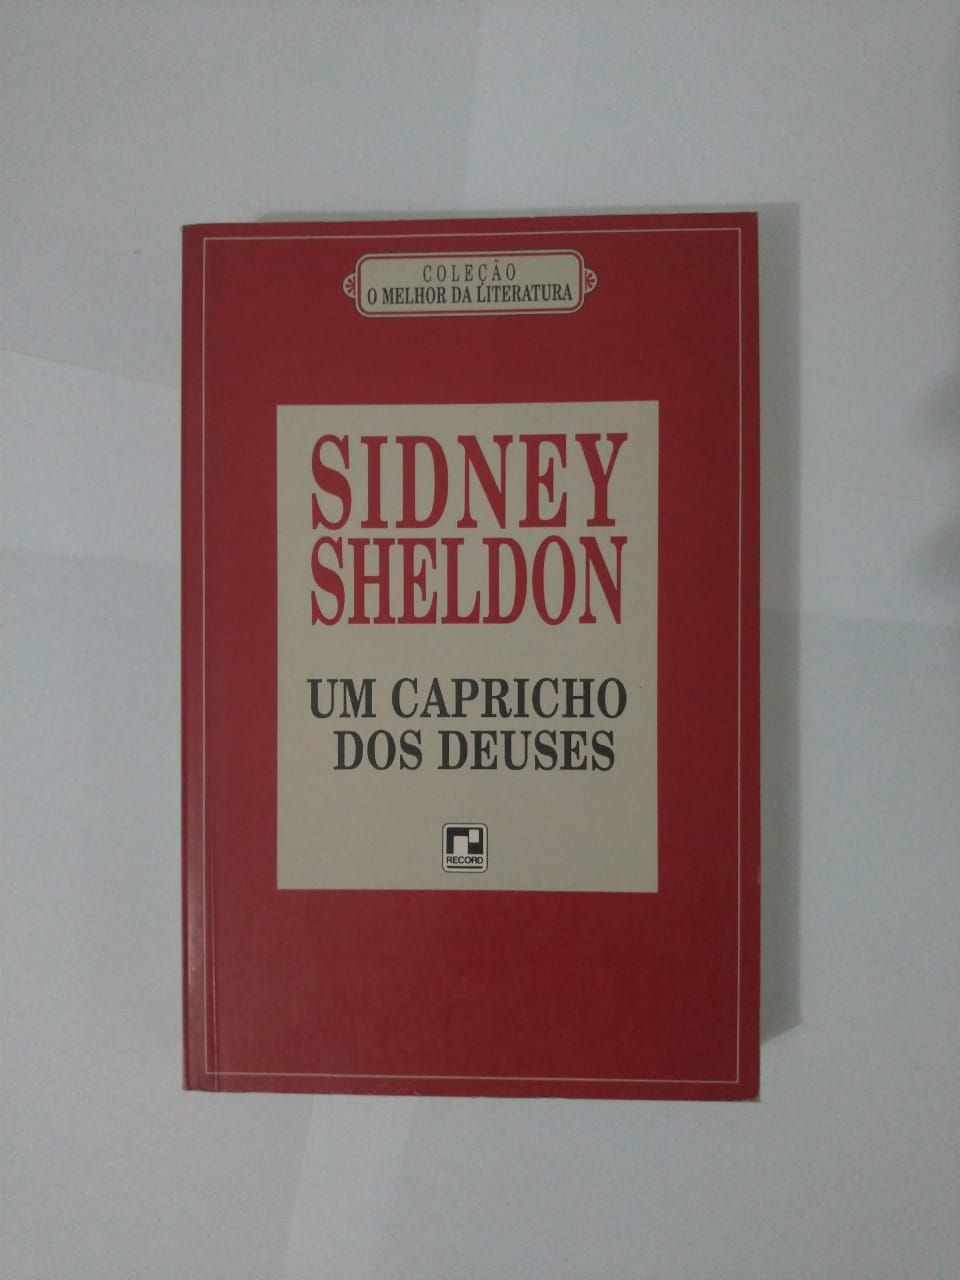 COLEÇÃO
O MELHOR DA LITERATURA
SIDNEY
SHELDON
UM CAPRICHO
DOS DEUSES
RECORD